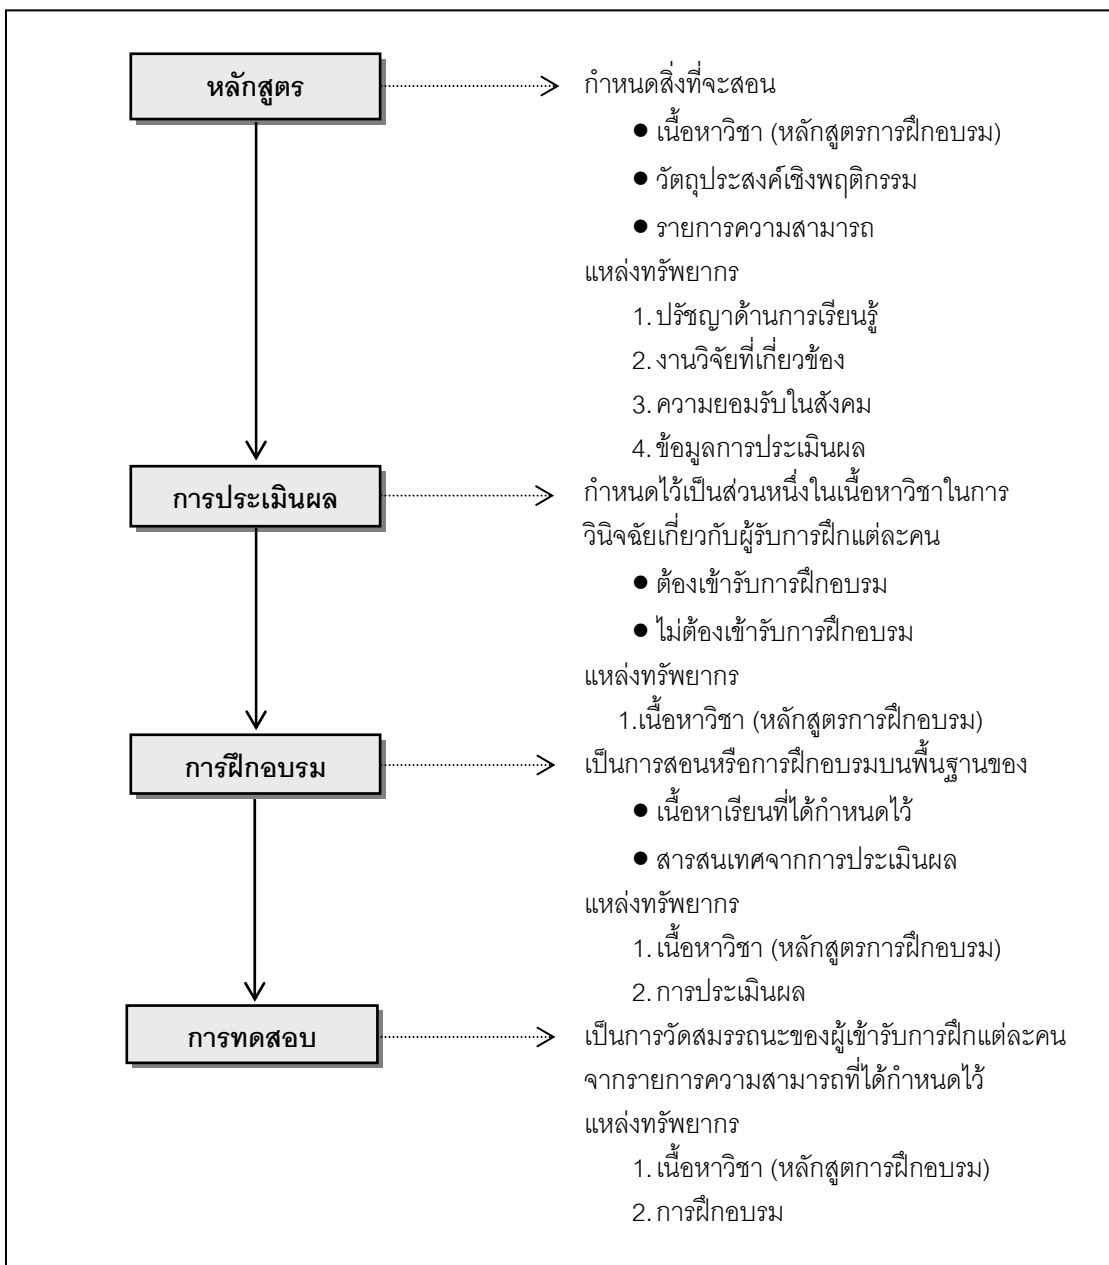 หลักสูตร
กำหนดสิ่งที่จะสอน
● เนื้อหาวิชา (หลักสูตรการฝึกอบรม)
● วัตถุประสงค์เชิงพฤติกรรม
● รายการความสามารถ
แหล่งทรัพยากร
1. ปรัชญาด้านการเรียนรู้
2. งานวิจัยที่เกี่ยวข้อง
3. ความยอมรับในสังคม
4. ข้อมูลการประเมินผล
การประเมินผล
กำหนดไว้เป็นส่วนหนึ่งในเนื้อหาวิชาในการ
วินิจฉัยเกี่ยวกับผู้รับการฝึกแต่ละคน
● ต้องเข้ารับการฝึกอบรม
● ไม่ต้องเข้ารับการฝึกอบรม
แหล่งทรัพยากร
1.เนื้อหาวิชา (หลักสูตรการฝึกอบรม)
การฝึกอบรม
เป็นการสอนหรือการฝึกอบรมบนพื้นฐานของ
● เนื้อหาเรียนที่ได้กำหนดไว้
● สารสนเทศจากการประเมินผล
แหล่งทรัพยากร
1. เนื้อหาวิชา (หลักสูตรการฝึกอบรม)
2. การประเมินผล
การทดสอบ
เป็นการวัดสมรรถนะของผู้เข้ารับการฝึกแต่ละคน
จากรายการความสามารถที่ได้กำหนดไว้
แหล่งทรัพยากร
1. เนื้อหาวิชา (หลักสูตการฝึกอบรม)
2. การฝึกอบรม